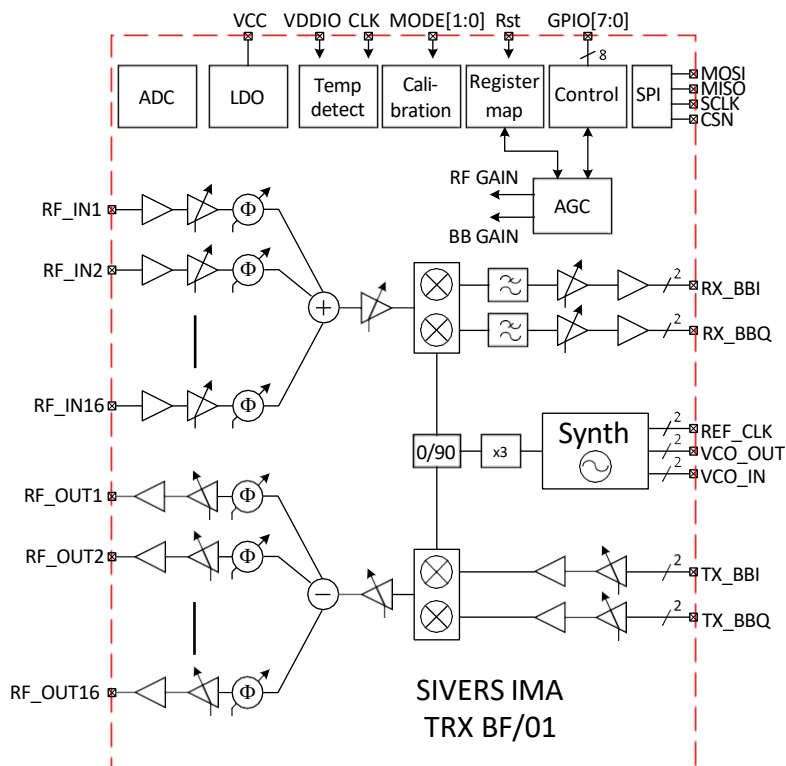 VCC VDDIO CLK MODE[1:0] Rst GPIO[7:0]
8
ADC
LDO
Temp
detect
Cali-
bration
Register
map
Control
SPI
MOSI
MISO
SCLK
CSN
RF GAIN
BB GAIN
AGC
RF_IN1
Φ
RF_IN2
Φ
RF_IN16
Φ
+
2
RX_BBI
2
RX_BBQ
0/90
x3
Synth
2
REF_CLK
2
VCO_OUT
2
VCO_IN
RF_OUT1
Φ
RF_OUT2
Φ
RF_OUT16
Φ
−
2
TX_BBI
2
TX_BBQ
SIVERS IMA
TRX BF/01